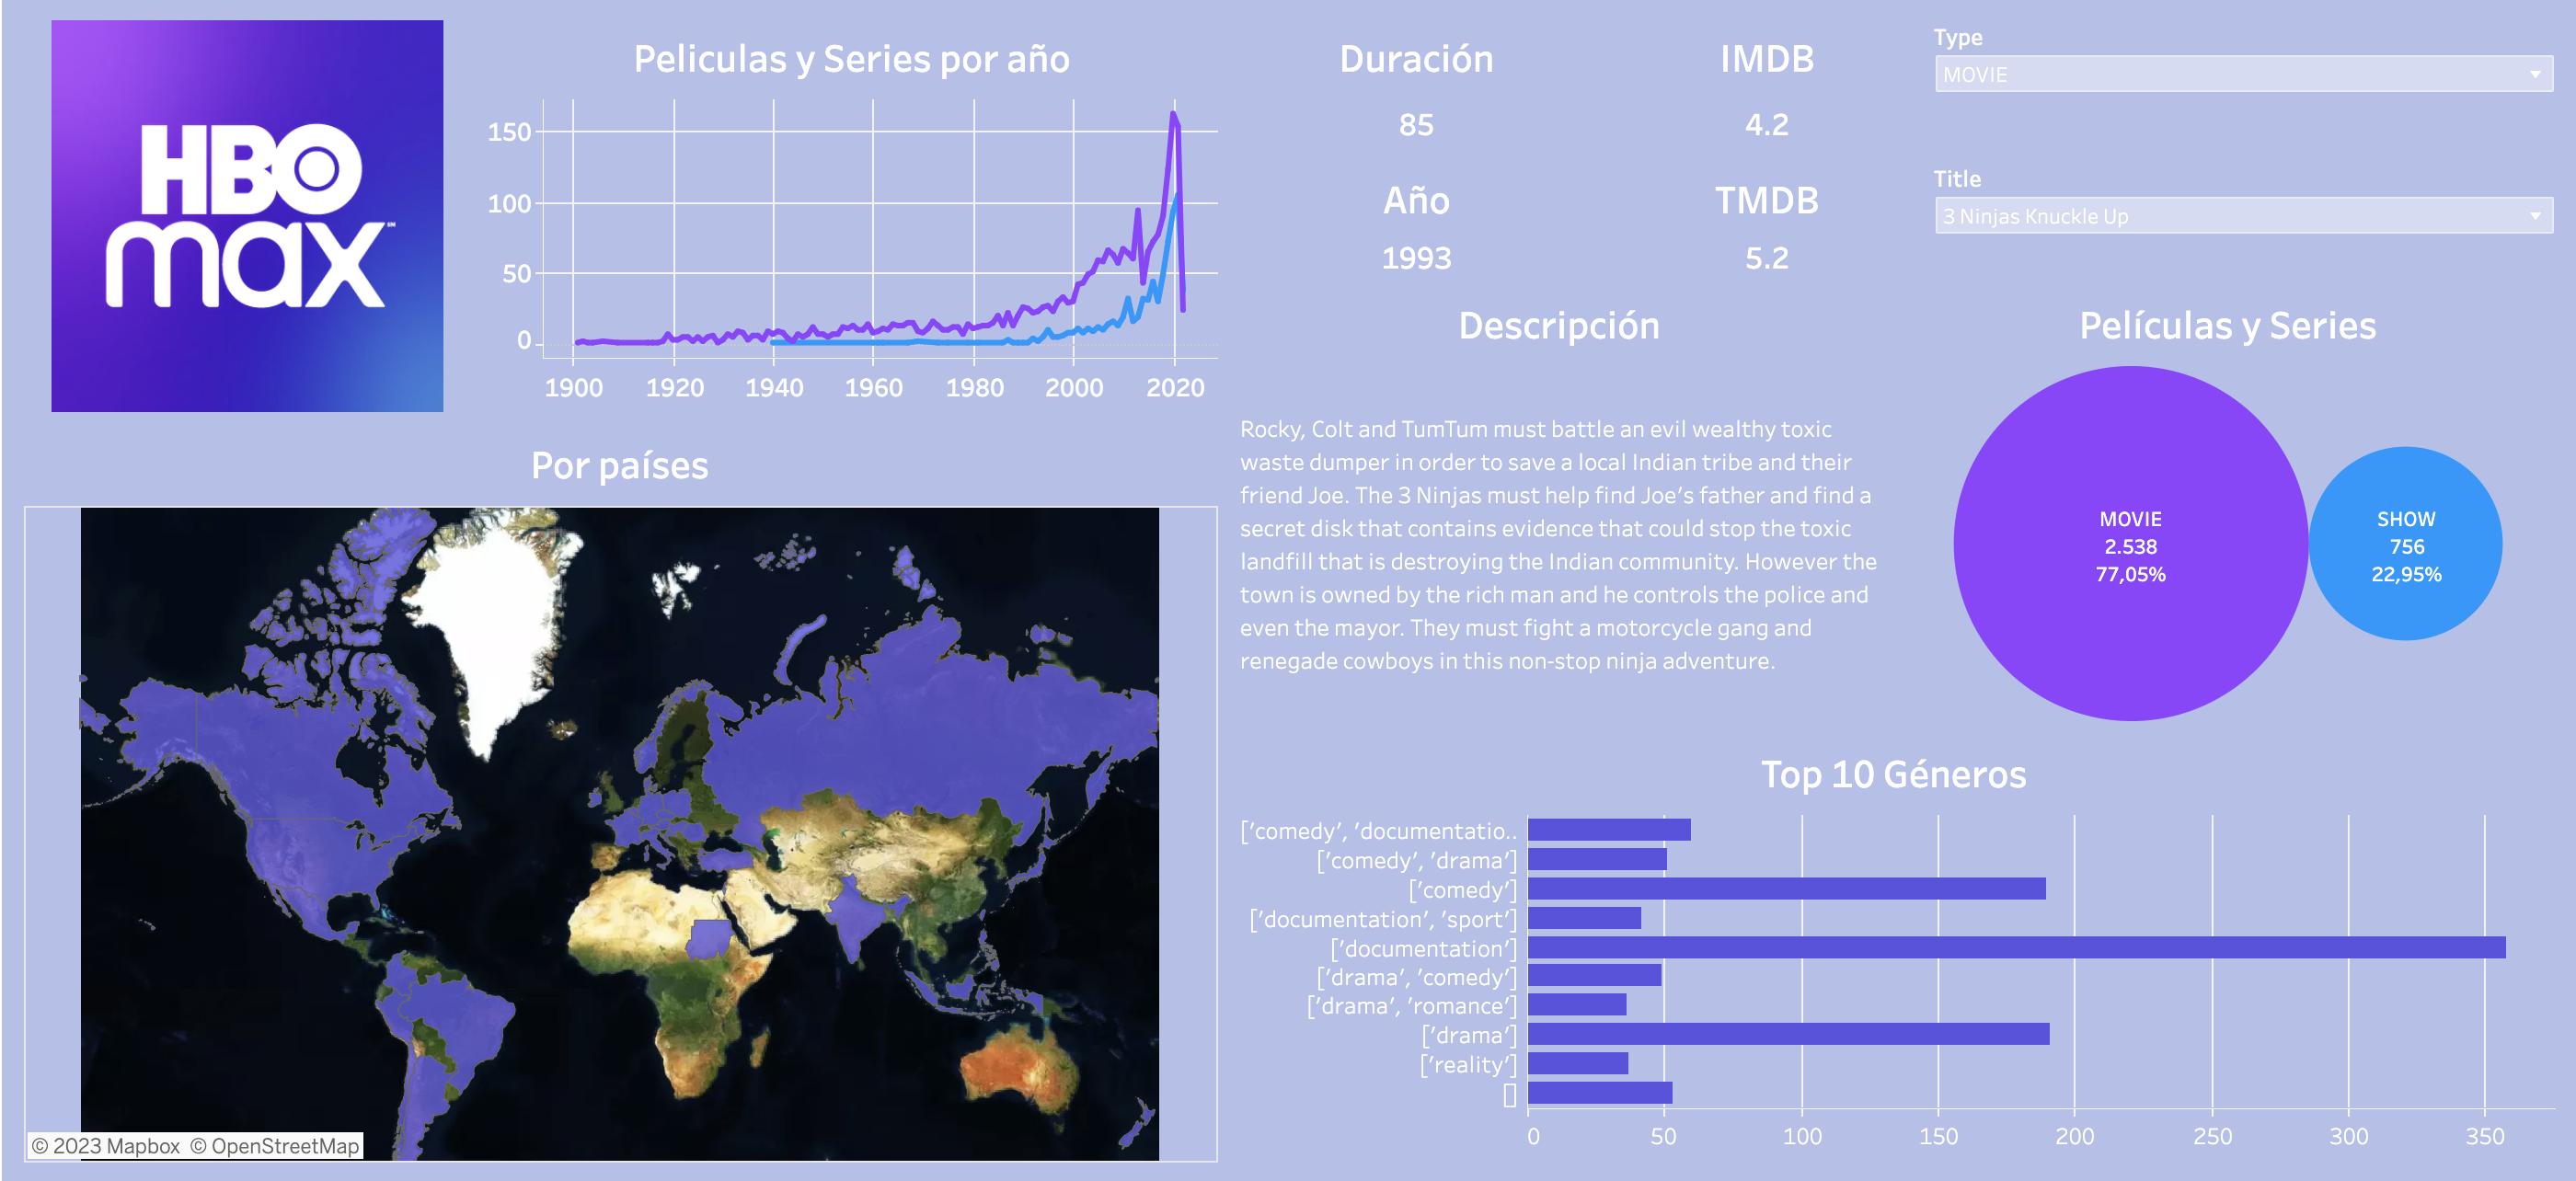 HBO
max
Peliculas y Series por año
150
100
50
0
1900 1920 1940 1960 1980 2000 2020
Duración
85
IMDB
4.2
Año
1993
TMDB
5.2
Type
MOVIE
Title
3 Ninjas Knuckle Up
Descripción
Rocky, Colt and TumTum must battle an evil wealthy toxic
waste dumper in order to save a local Indian tribe and their
friend Joe. The 3 Ninjas must help find Joe's father and find a
secret disk that contains evidence that could stop the toxic
landfill that is destroying the Indian community. However the
town is owned by the rich man and he controls the police and
even the mayor. They must fight a motorcycle gang and
renegade cowboys in this non-stop ninja adventure.
Películas y Series
MOVIE
2.538
77,05%
SHOW
756
22,95%
Por países
© 2023 Mapbox © OpenStreetMap
Top 10 Géneros
['comedy', 'documentatio..
['comedy', 'drama']
['comedy']
['documentation', 'sport']
['documentation']
['drama', 'comedy']
['drama', 'romance']
['drama']
['reality']
[]
0 50 100 150 200 250 300 350